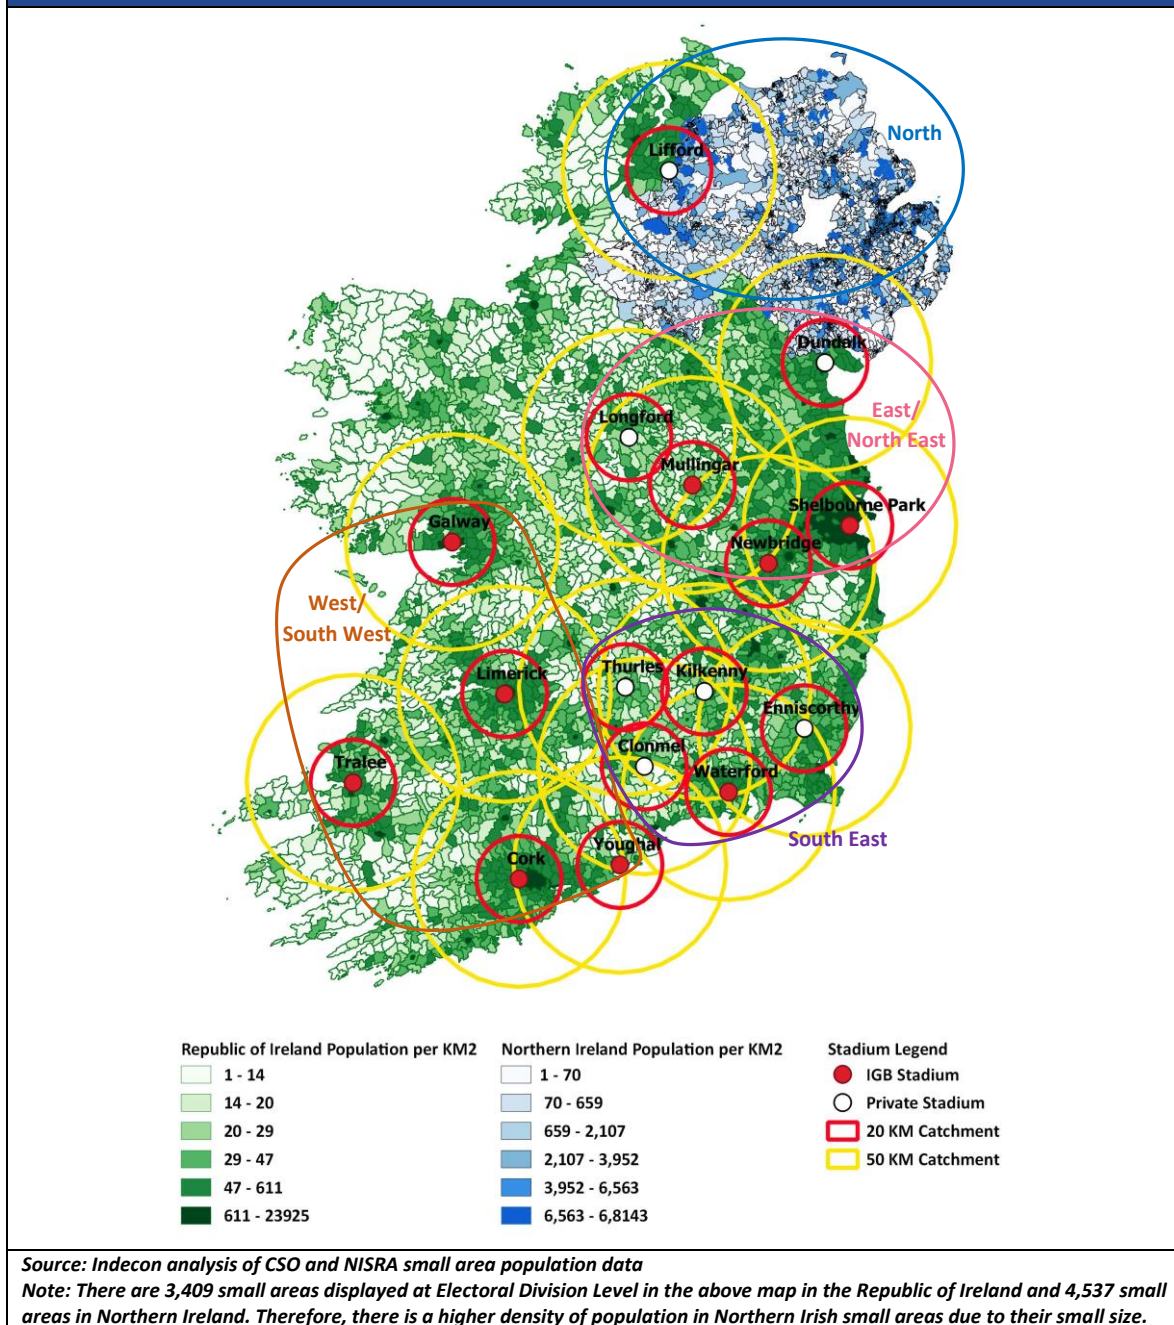 North
Lifford
Dundalk
East/
North East
Longford
Mullingar
Shelbourne Park
Newbridge
Galway
West/
South West
Limerick
Thurles
Kilkenny
Enniscorthy
Clonmel
Waterford
Tralee
South East
Youghal
Cork
Republic of Ireland Population per KM2
1 - 14
14 - 20
20 - 29
29 - 47
47 - 611
611 - 23925
Northern Ireland Population per KM2
1 - 70
70 - 659
659 - 2,107
2,107 - 3,952
3,952 - 6,563
6,563 - 6,8143
Stadium Legend
IGB Stadium
Private Stadium
20 KM Catchment
50 KM Catchment
Source: Indecon analysis of CSO and NISRA small area population data
Note: There are 3,409 small areas displayed at Electoral Division Level in the above map in the Republic of Ireland and 4,537 small
areas in Northern Ireland. Therefore, there is a higher density of population in Northern Irish small areas due to their small size.